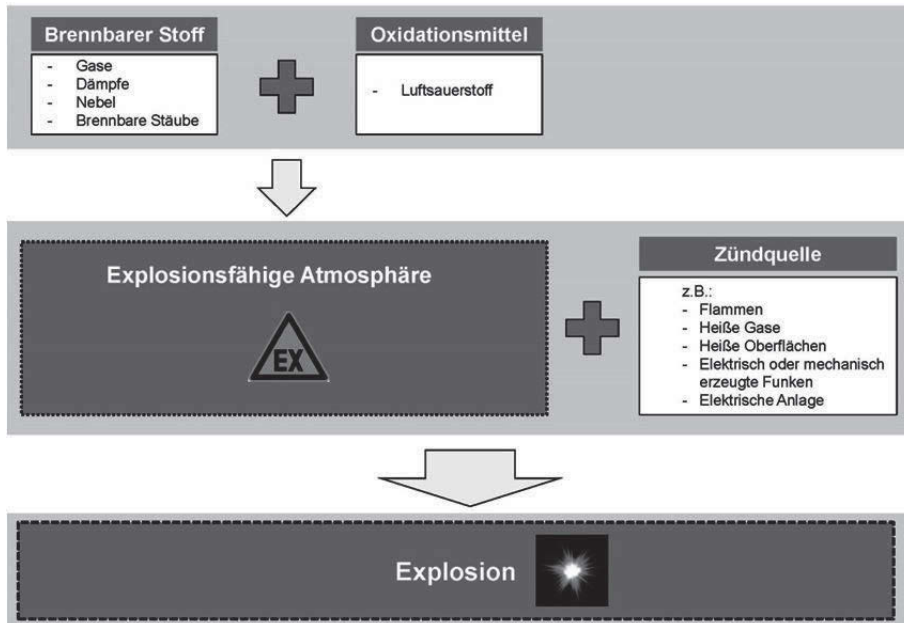 Brennbarer Stoff
- Gase
- Dämpfe
- Nebel
- Brennbare Stäube
Oxidationsmittel
- Luftsauerstoff
Explosionsfähige Atmosphäre
EX
Zündquelle
z.B.:
- Flammen
- Heiße Gase
- Heiße Oberflächen
- Elektrisch oder mechanisch
erzeugte Funken
- Elektrische Anlage
Explosion